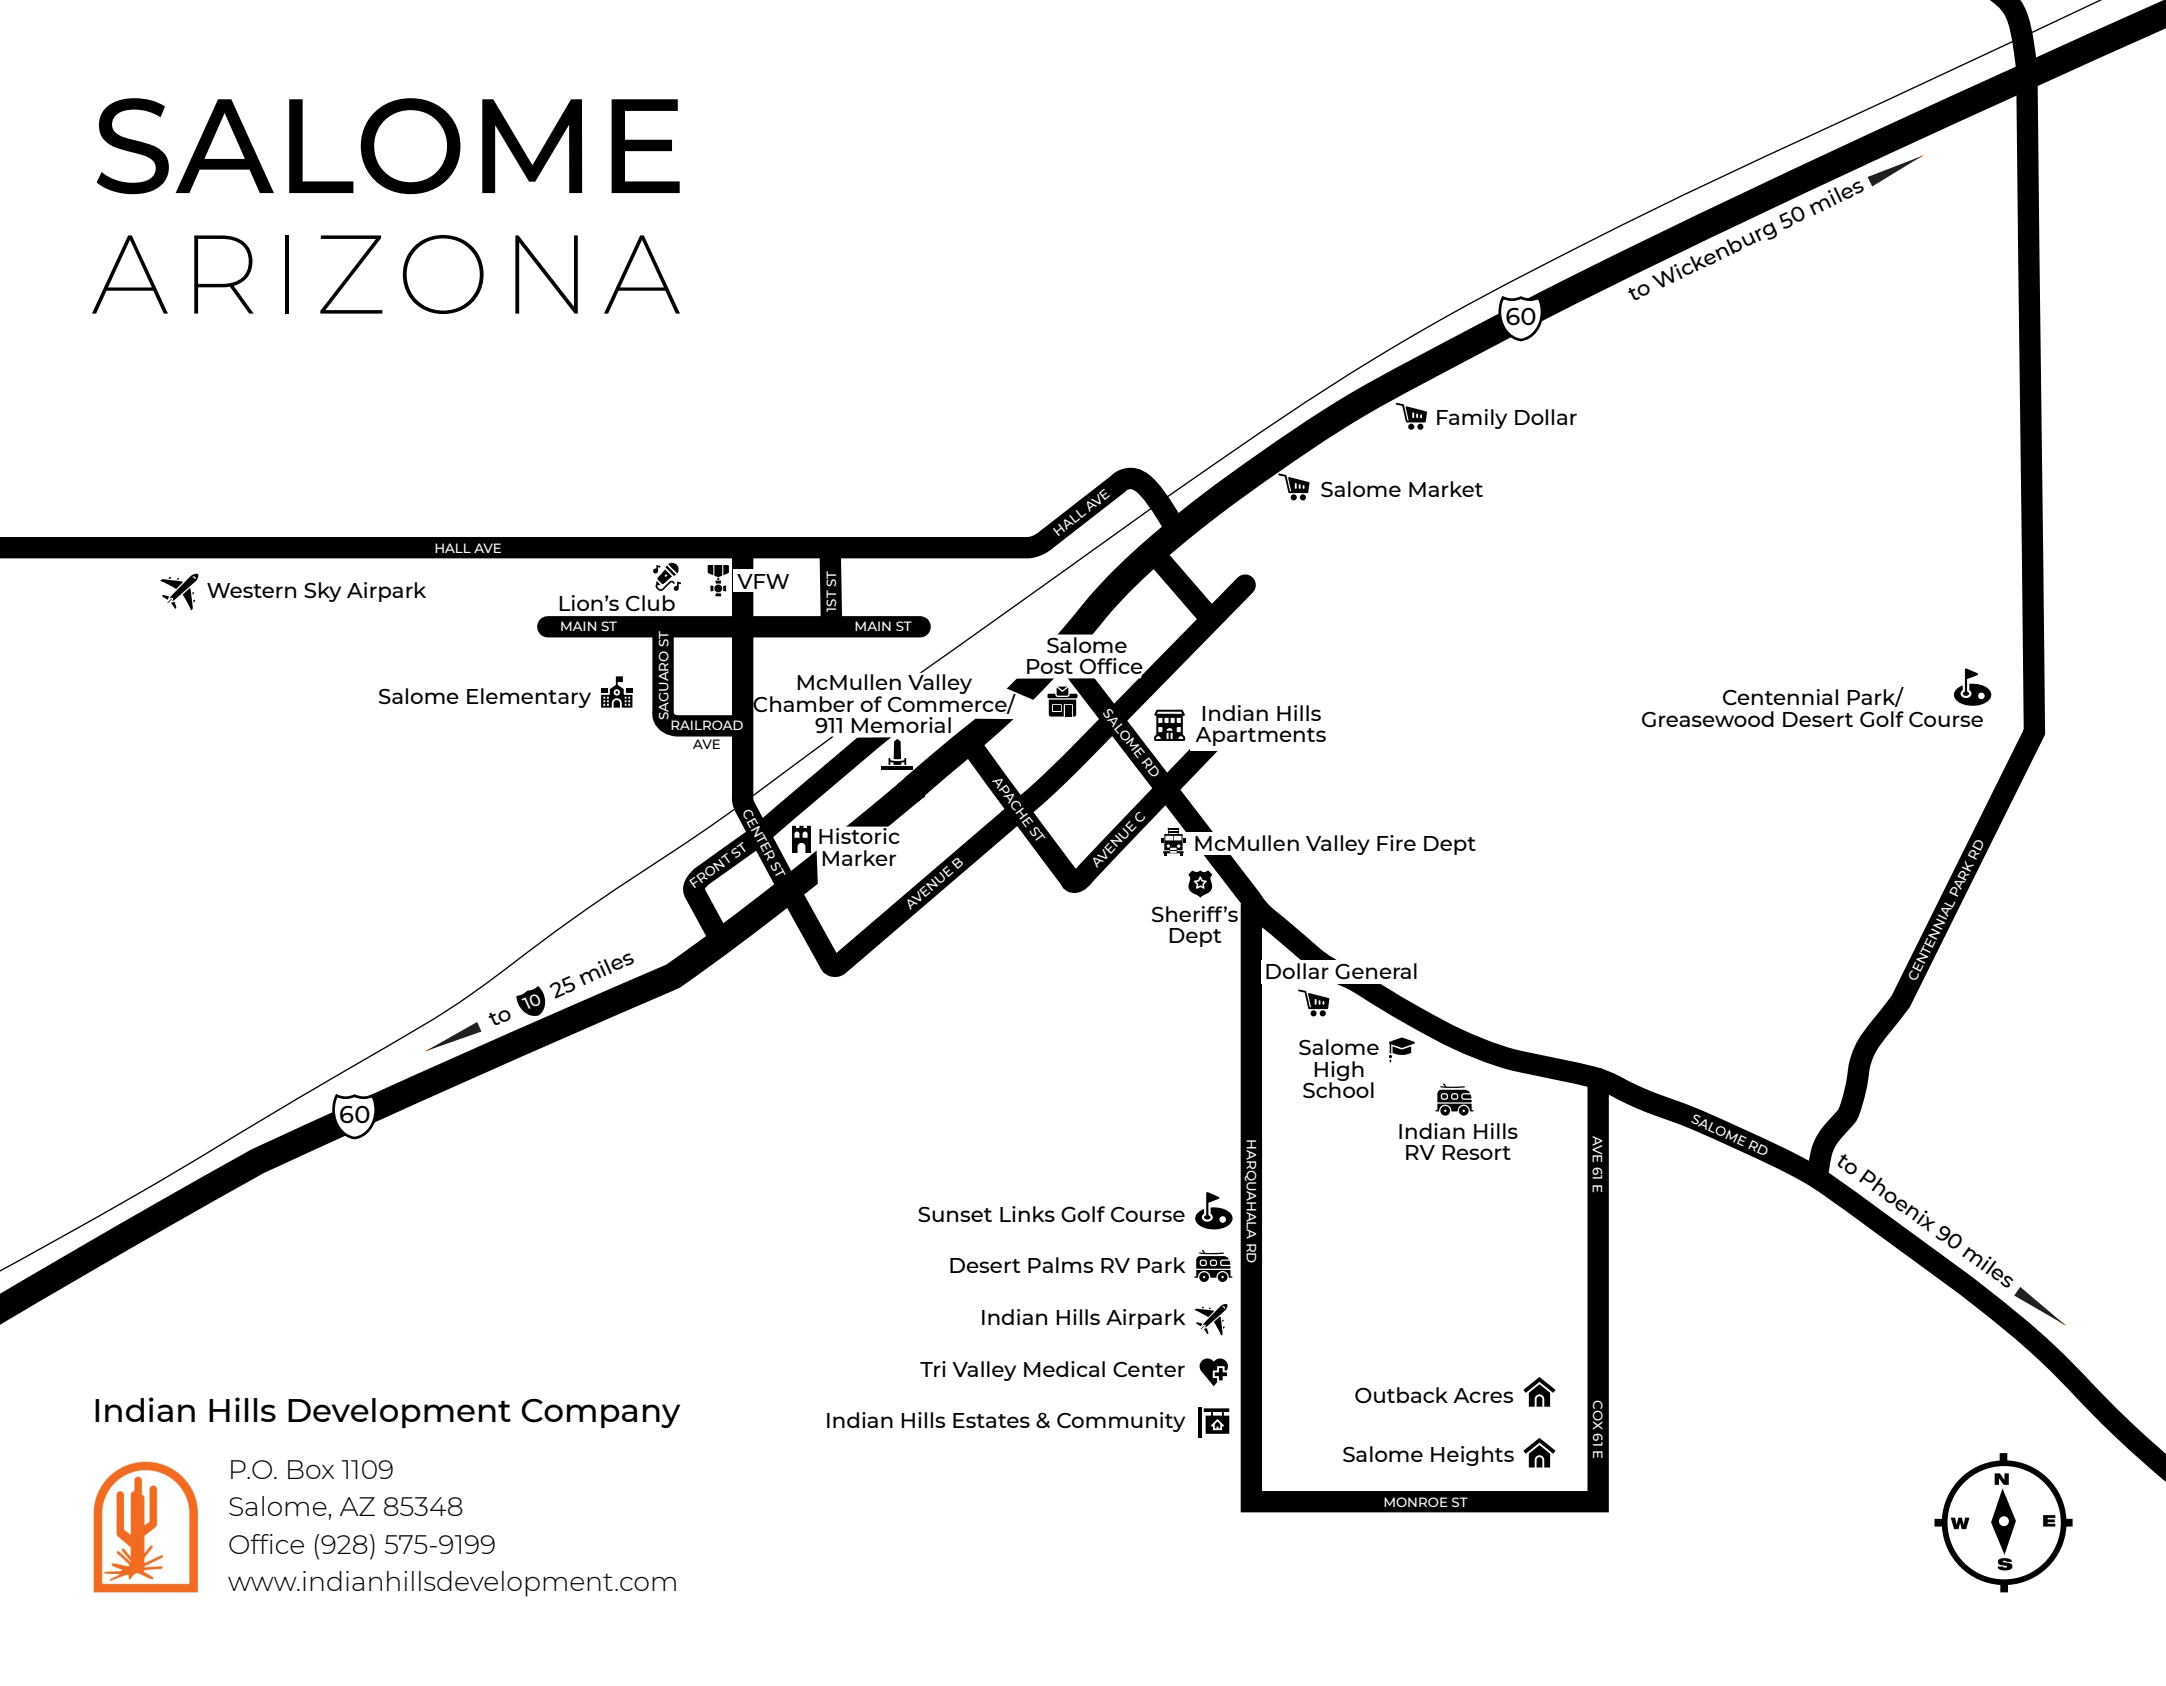 SALOME
ARIZONA
to Wickenburg 50 miles
60
Family Dollar
Salome Market
HALL AVE
HALL AVE
Western Sky Airpark
VFW
1ST ST
Lion's Club
MAIN ST
MAIN ST
SAGUARO ST
Salome Elementary
RAILROAD
AVE
Salome
Post Office
McMullen Valley
Chamber of Commerce/
911 Memorial
SALOME RD
Indian Hills
Apartments
Centennial Park/
Greasewood Desert Golf Course
APACHE ST
AVENUE C
CENTER ST
FRONT ST
Historic
Marker
AVENUE B
McMullen Valley Fire Dept
Sheriff's
Dept
CENTENNIAL PARK RD
to 10 25 miles
60
Dollar General
Salome
High
School
Indian Hills
RV Resort
SALOME RD
AVE 61 E
HARQUAHALA RD
to Phoenix 90 miles
Sunset Links Golf Course
Desert Palms RV Park
Indian Hills Airpark
Tri Valley Medical Center
Indian Hills Estates & Community
Outback Acres
COX 61 E
Salome Heights
MONROE ST
Indian Hills Development Company
P.O. Box 1109
Salome, AZ 85348
Office (928) 575-9199
www.indianhillsdevelopment.com
N
W E
S